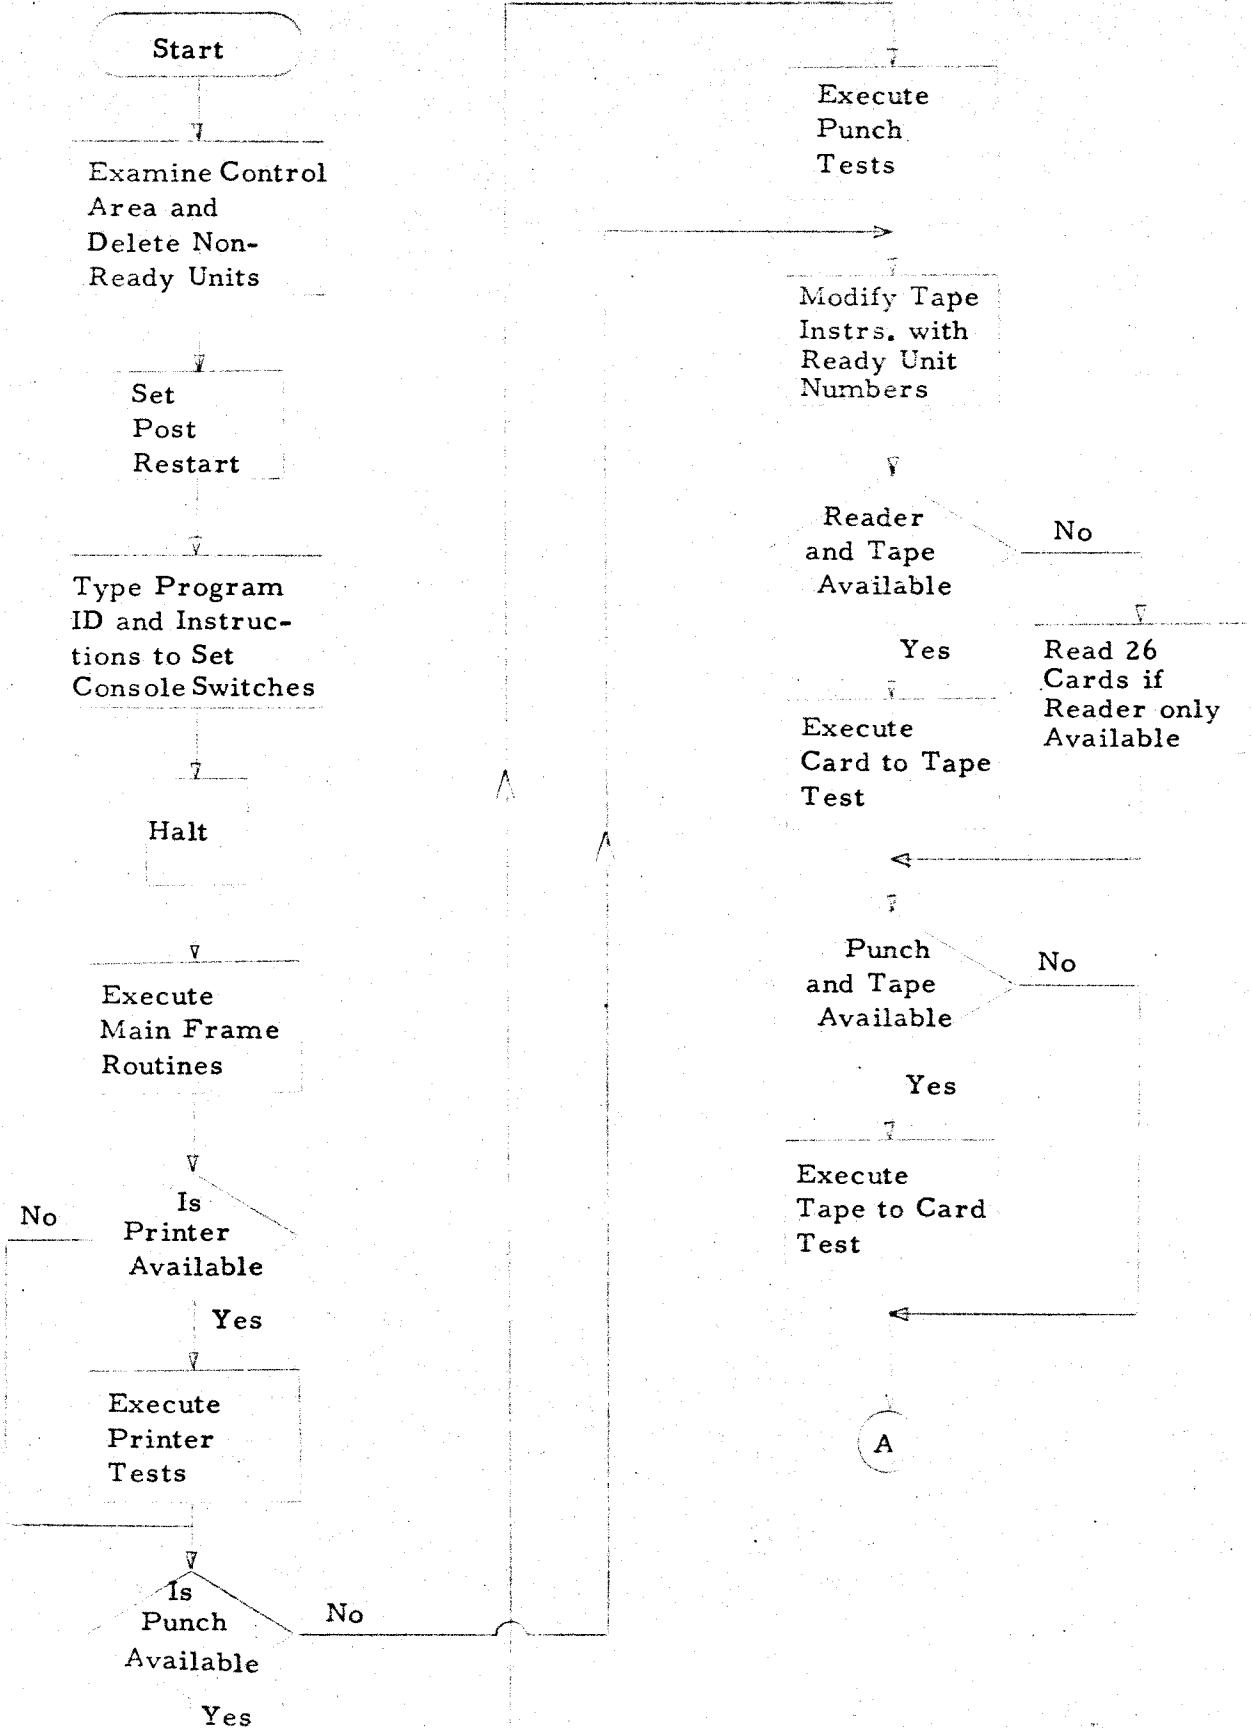 Start
Examine Control
Area and
Delete Non-
Ready Units
Set
Post
Restart
Type Program
ID and Instruc-
tions to Set
Console Switches
Halt
Execute
Main Frame
Routines
Is
Printer
Available
No
Yes
Execute
Printer
Tests
Is
Punch
Available
No
Yes
Execute
Punch
Tests
Modify Tape
Instrs. with
Ready Unit
Numbers
Reader
and Tape
Available
No
Yes
Read 26
Cards if
Reader only
Available
Execute
Card to Tape
Test
Punch
and Tape
Available
No
Yes
Execute
Tape to Card
Test
A